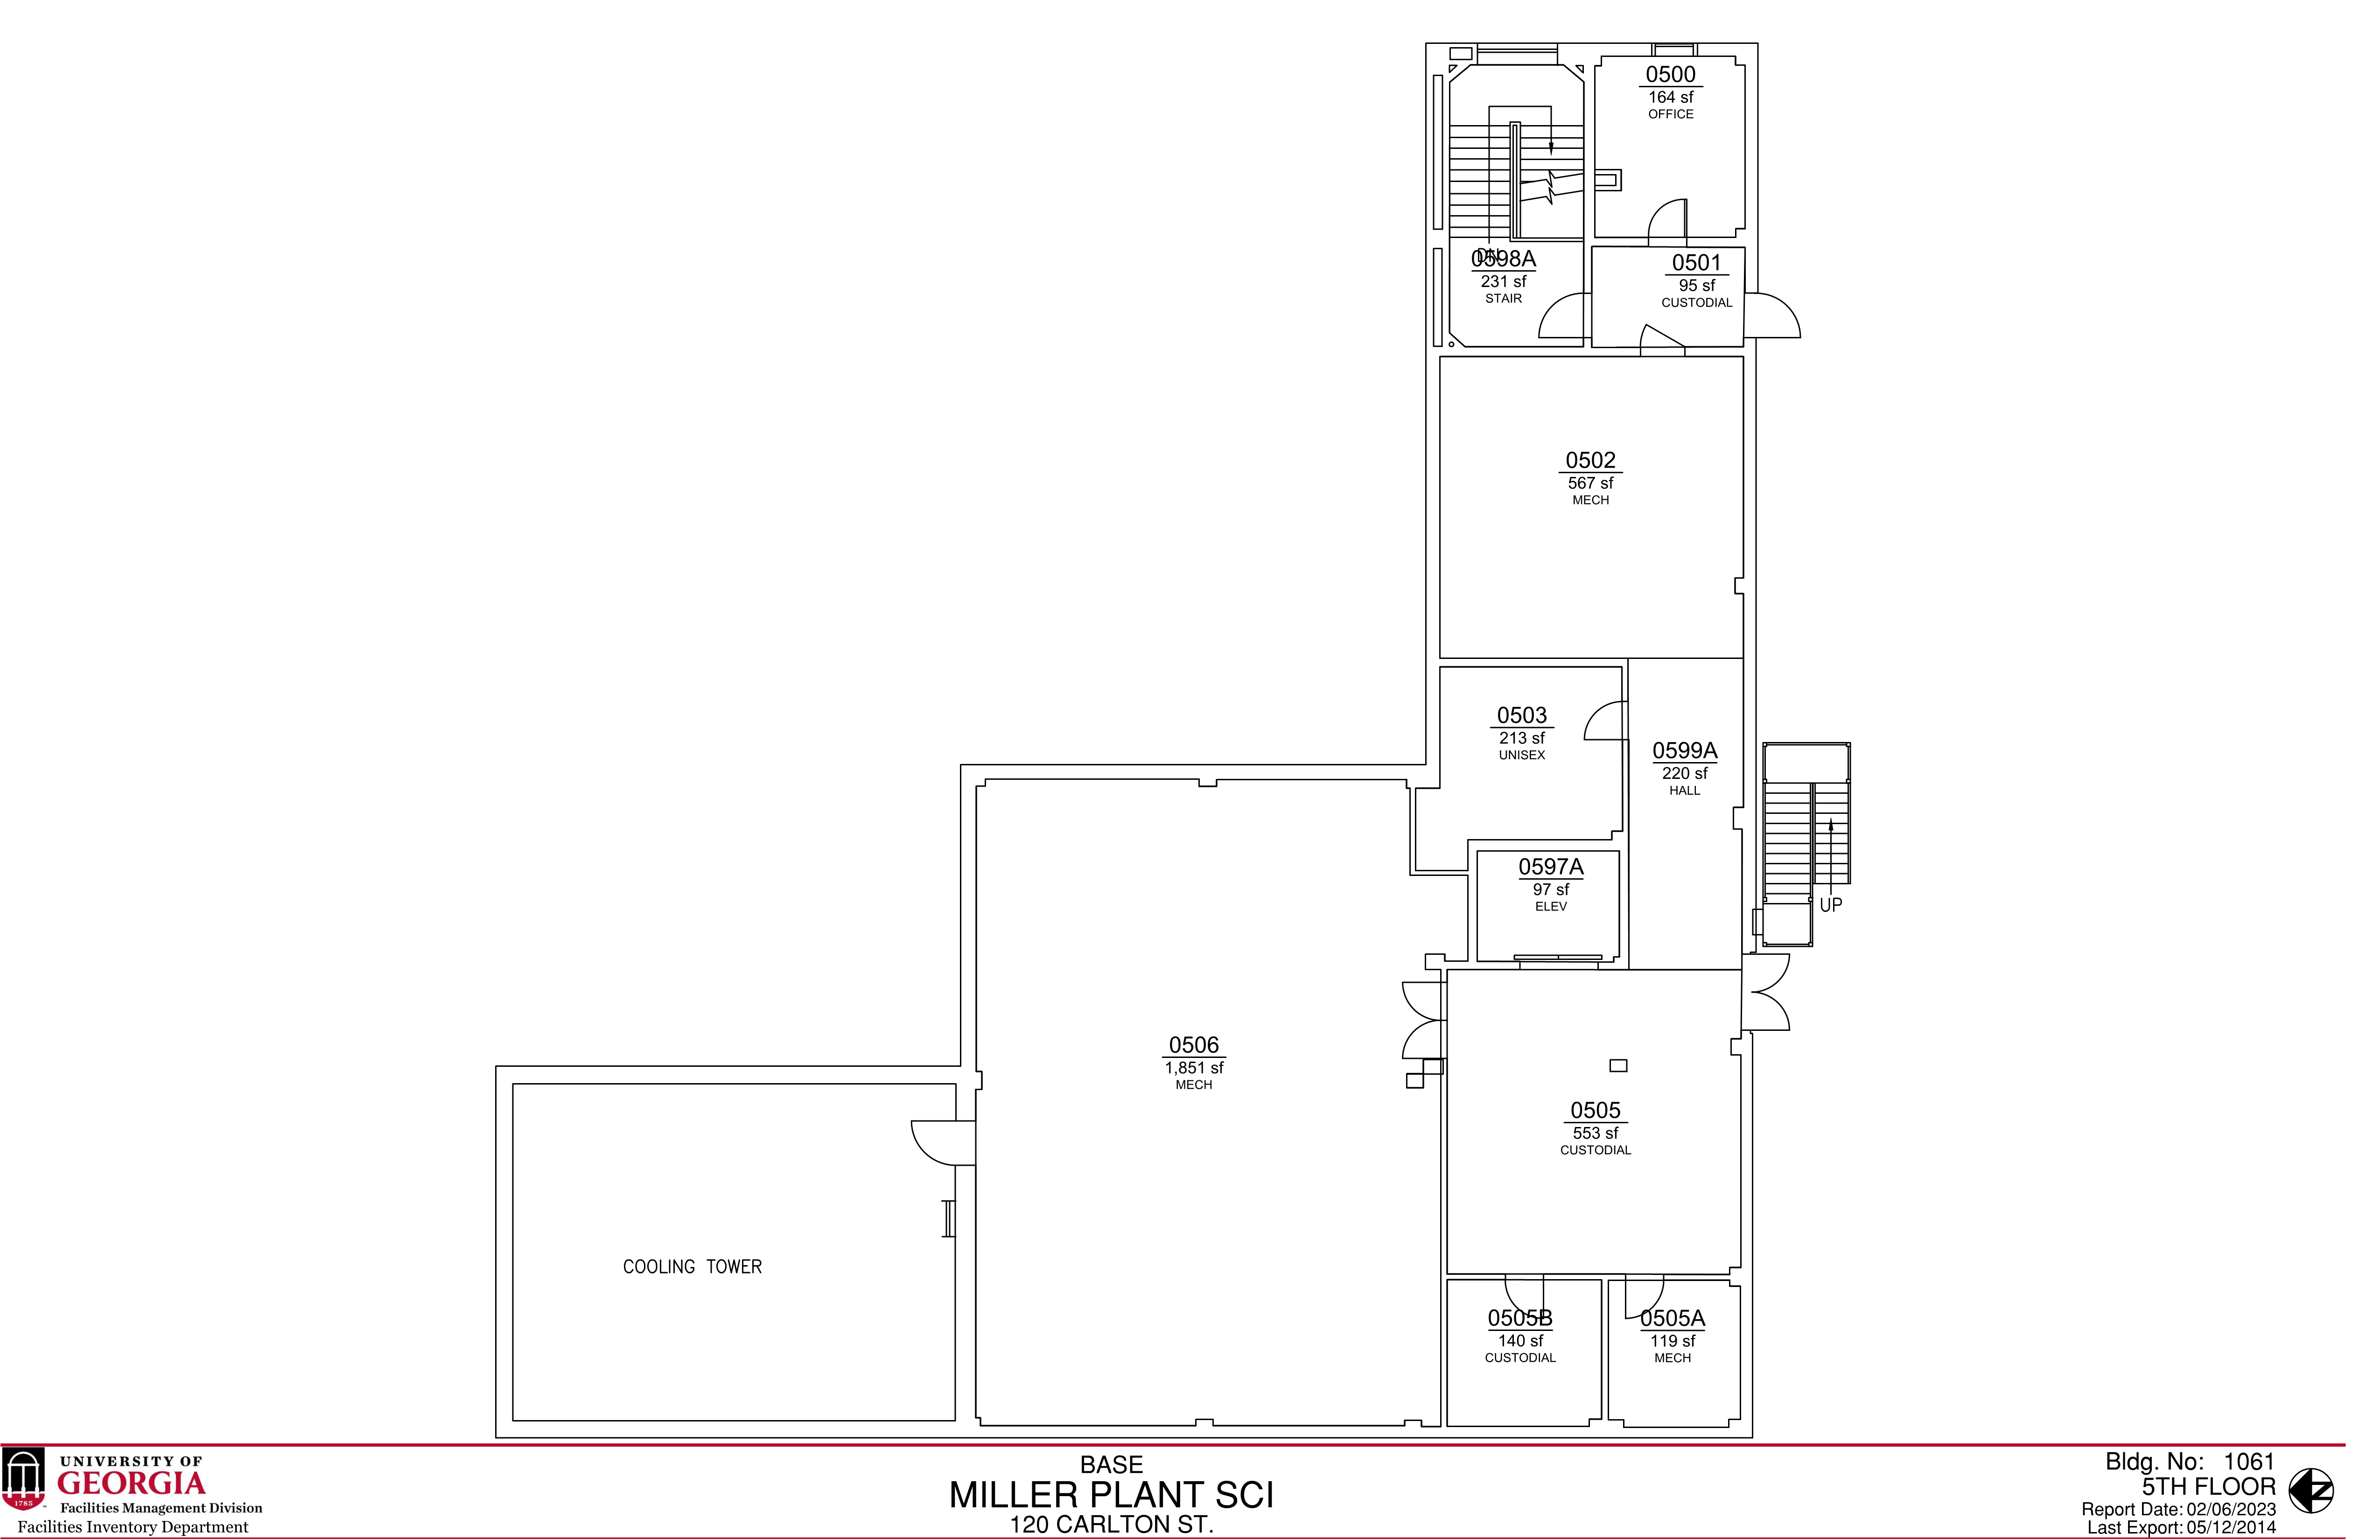 0500
164 sf
OFFICE
DN
0598A
231 sf
STAIR
0501
95 sf
CUSTODIAL
0502
567 sf
MECH
0503
213 sf
UNISEX
0599A
220 sf
HALL
0597A
97 sf
ELEV
UP
0506
1,851 sf
MECH
0505
553 sf
CUSTODIAL
COOLING TOWER
0505B
140 sf
CUSTODIAL
0505A
119 sf
MECH
1785
UNIVERSITY OF
GEORGIA
Facilities Management Division
Facilities Inventory Department
BASE
MILLER PLANT SCI
120 CARLTON ST.
Bldg. No: 1061
5TH FLOOR
Report Date: 02/06/2023
Last Export: 05/12/2014
N